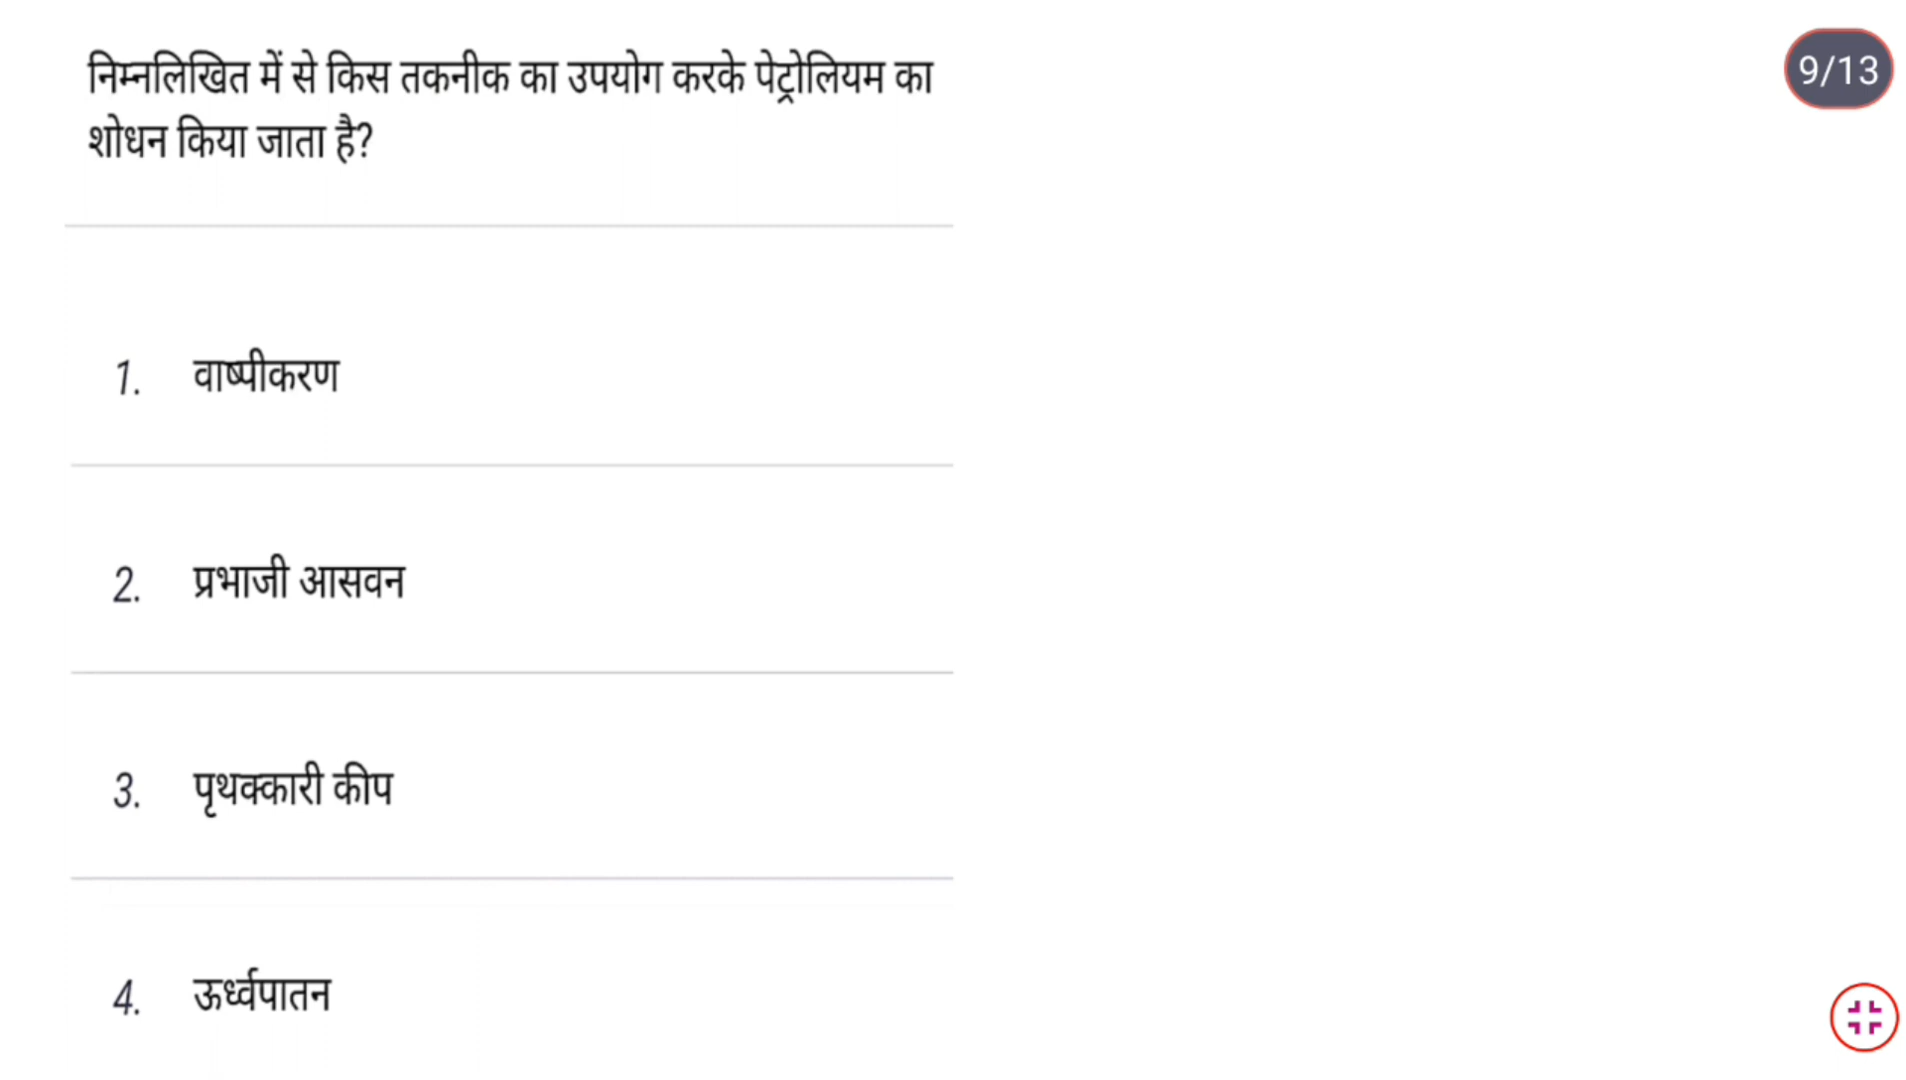 निम्नलिखित में से किस तकनीक का उपयोग करके पेट्रोलियम का
शोधन किया जाता है?
9/13
1. वाष्पीकरण
2. प्रभाजी आसवन
3. पृथक्कारी कीप
4. ऊर्ध्वपातन